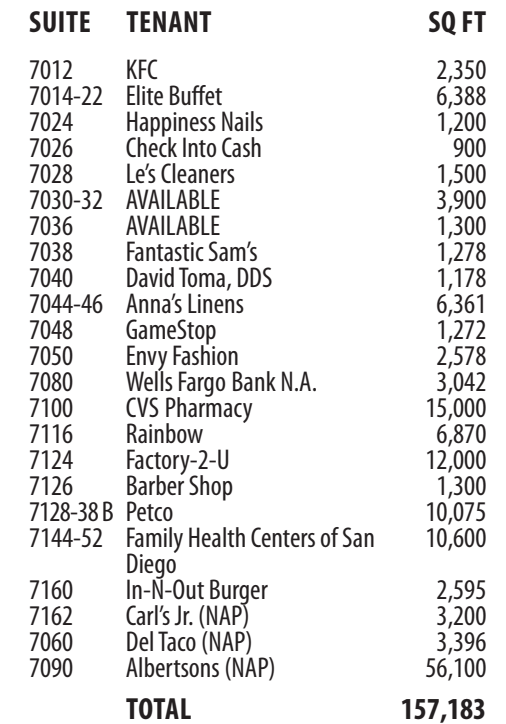 SUITE TENANT SQ FT
7012 KFC 2,350
7014-22 Elite Buffet 6,388
7024 Happiness Nails 1,200
7026 Check Into Cash 900
7028 Le's Cleaners 1,500
7030-32 AVAILABLE 3,900
7036 AVAILABLE 1,300
7038 Fantastic Sam's 1,278
7040 David Toma, DDS 1,178
7044-46 Anna's Linens 6,361
7048 GameStop 1,272
7050 Envy Fashion 2,578
7080 Wells Fargo Bank N.A. 3,042
7100 CVS Pharmacy 15,000
7116 Rainbow 6,870
7124 Factory-2-U 12,000
7126 Barber Shop 1,300
7128-38 B Petco 10,075
7144-52 Family Health Centers of San 10,600
Diego
7160 In-N-Out Burger 2,595
7162 Carl's Jr. (NAP) 3,200
7060 Del Taco (NAP) 3,396
7090 Albertsons (NAP) 56,100
TOTAL 157,183